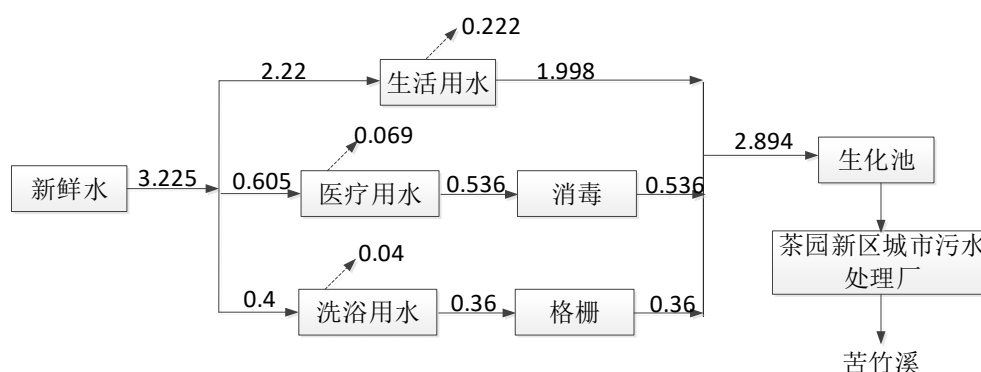 0.222
2.22
生活用水
1.998
0.069
2.894
生化池
新鲜水
3.225
0.605
医疗用水
0.536
消毒
0.536
茶园新区城市污水
处理厂
0.04
0.4
洗浴用水
0.36
格栅
0.36
苦竹溪